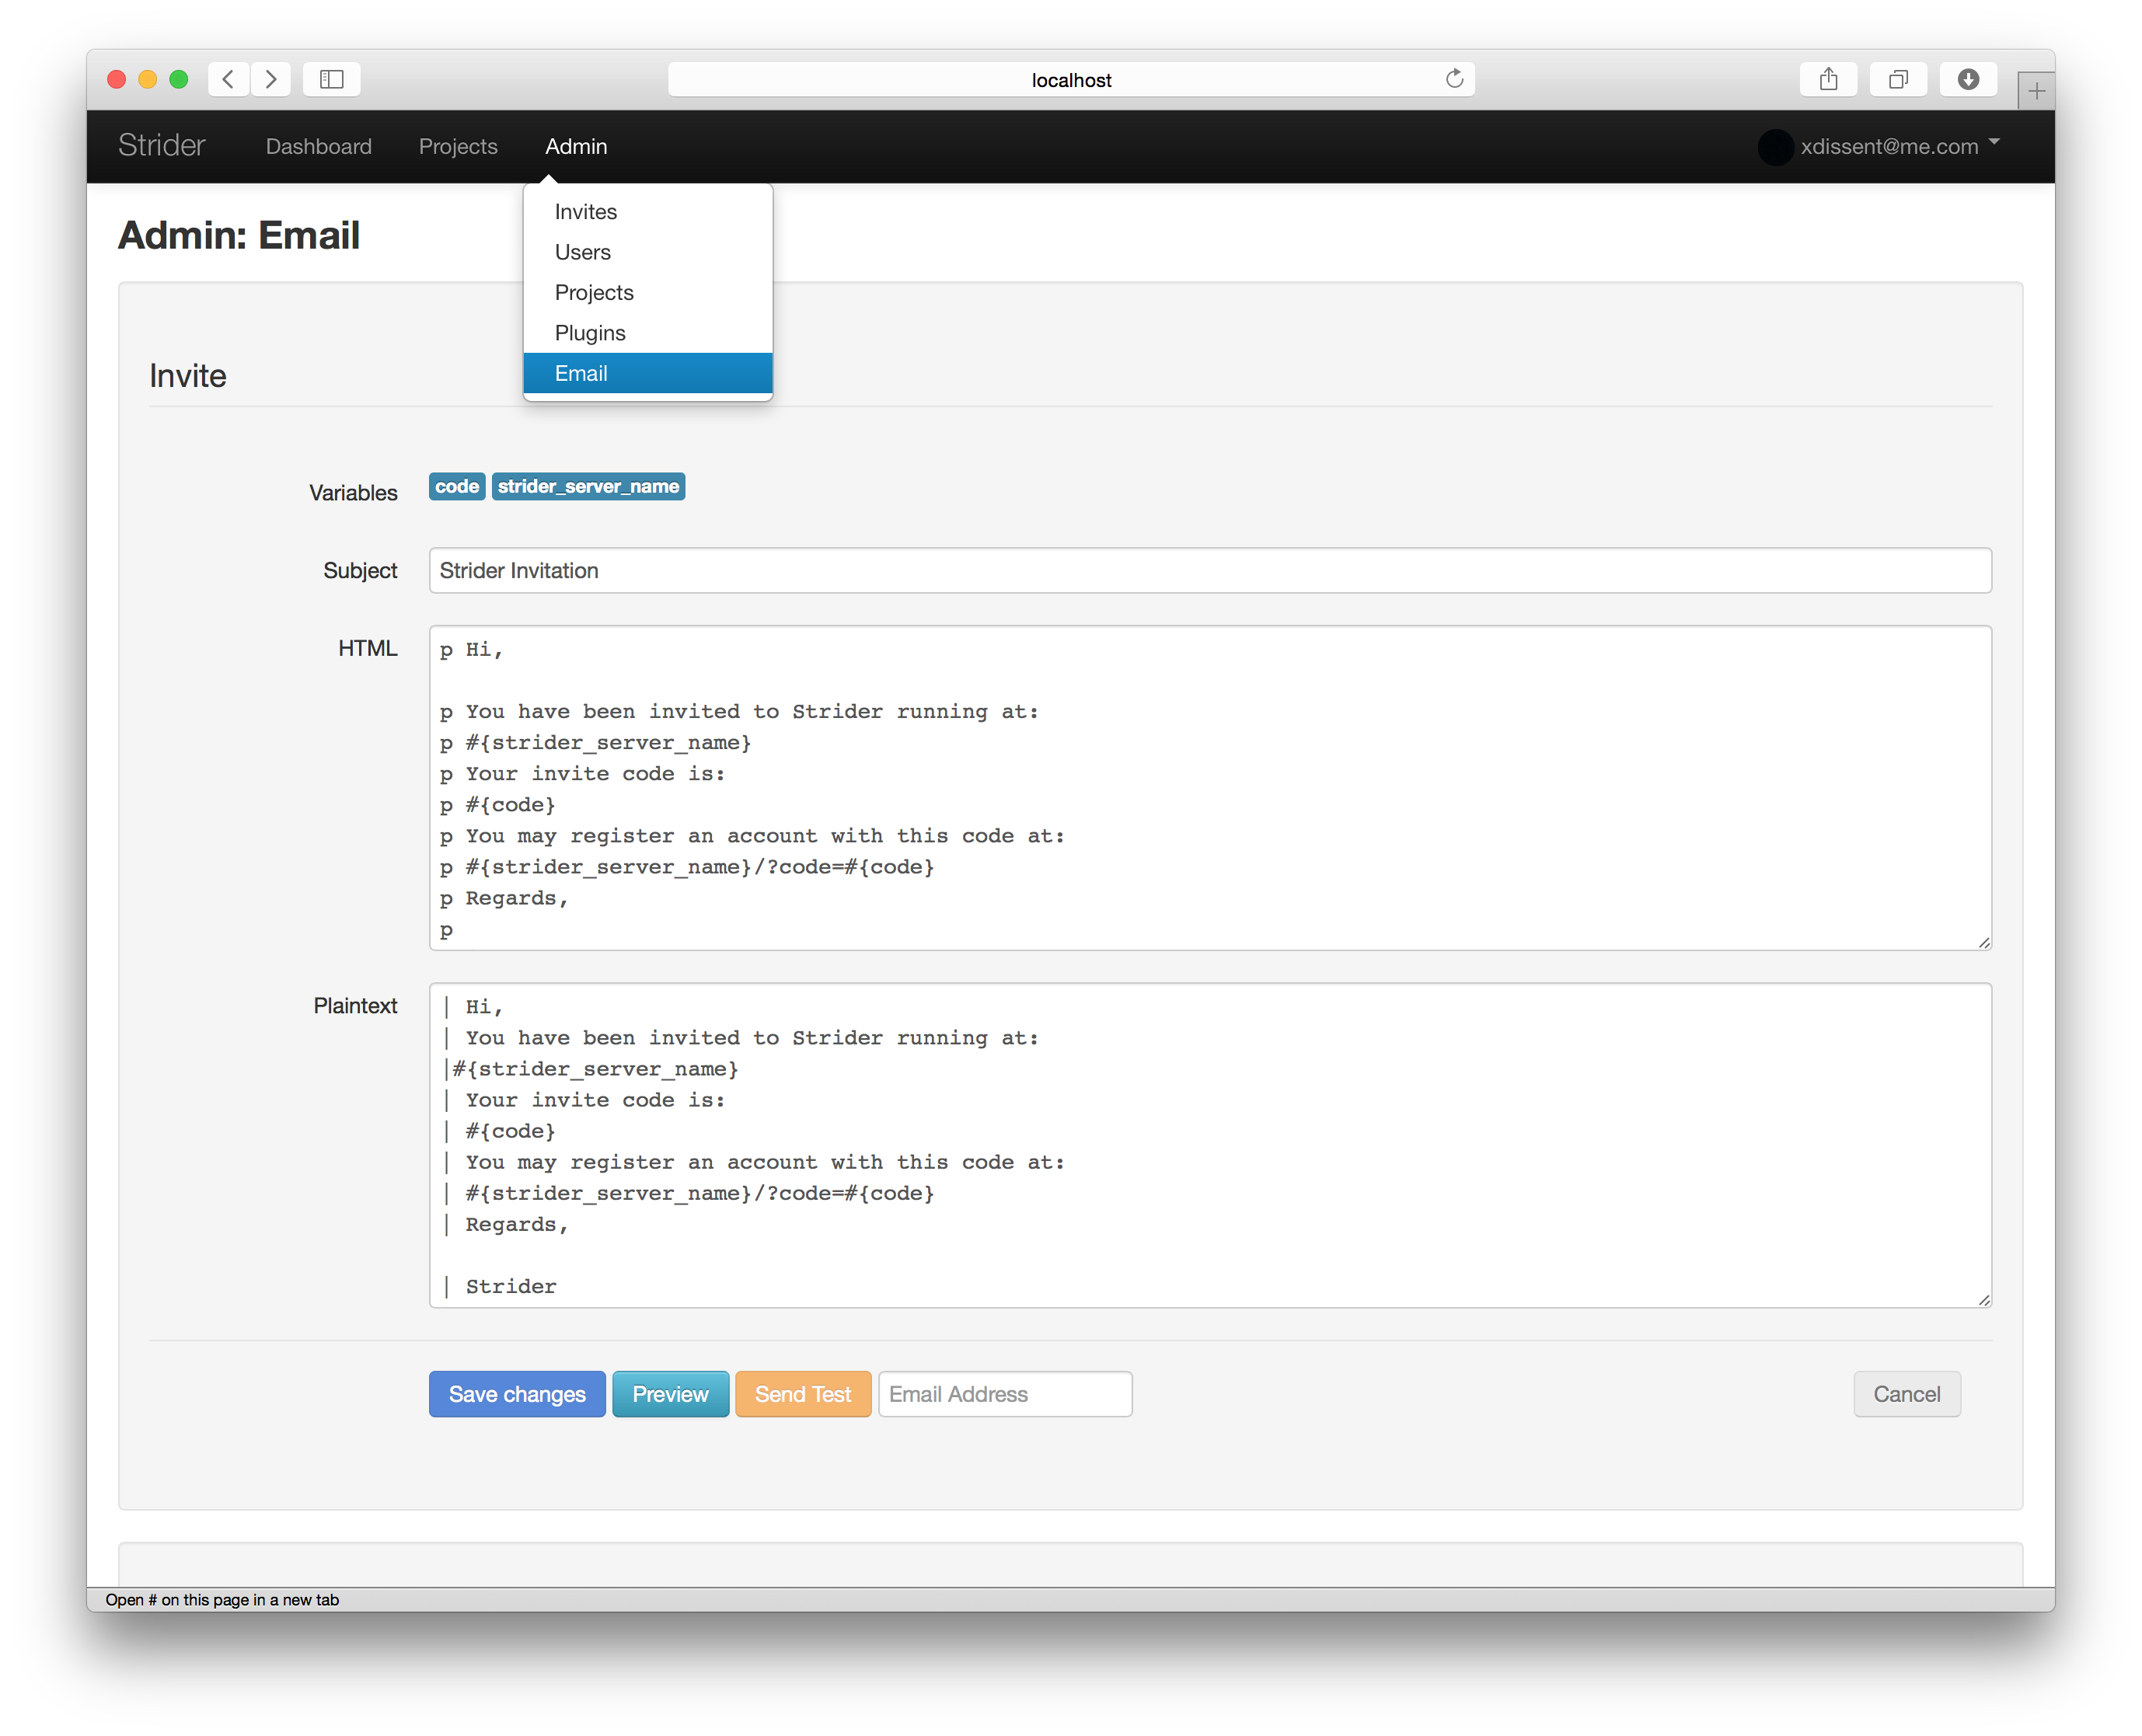 localhost
Strider Dashboard Projects Admin xdissent@me.com
Invites
Users
Projects
Plugins
Email
Admin: Email
Invite
Variables code strider_server_name
Subject Strider Invitation
HTML
p Hi,
p You have been invited to Strider running at:
p #{strider_server_name}
p Your invite code is:
p #{code}
p You may register an account with this code at:
p #{strider_server_name}/?code=#{code}
p Regards,
p
Plaintext
| Hi,
| You have been invited to Strider running at:
|#{strider_server_name}
| Your invite code is:
| #{code}
| You may register an account with this code at:
| #{strider_server_name}/?code=#{code}
| Regards,
| Strider
Save changes Preview Send Test Email Address Cancel
Open # on this page in a new tab